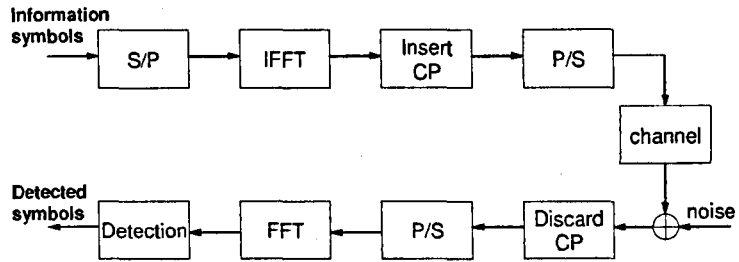 Information
symbols
S/P
IFFT
Insert
CP
P/S
channel
Detected
symbols
Detection
FFT
P/S
Discard
CP
noise